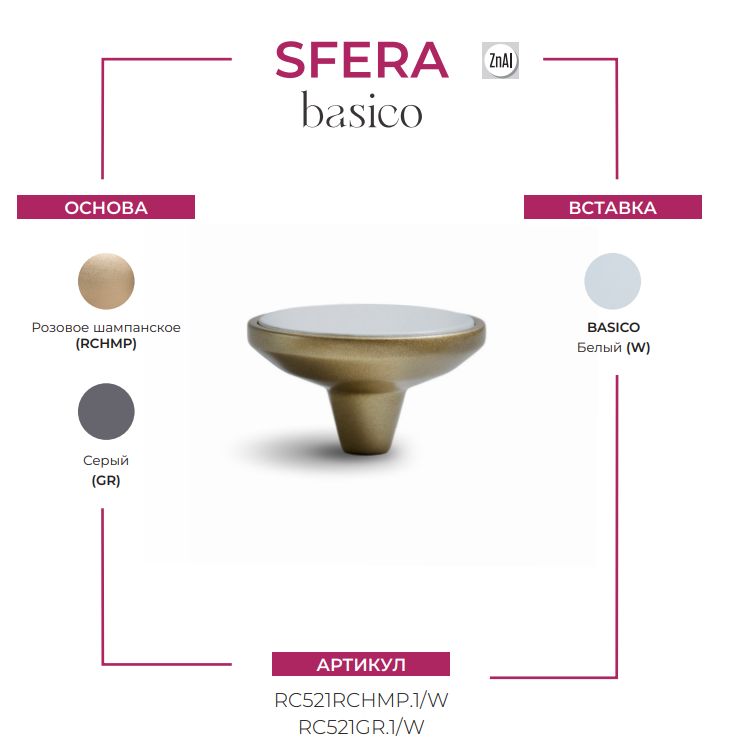 SFERA
ZnAl
basico
ОСНОВА
ВСТАВКА
Розовое шампанское
(RCHMP)
BASICO
Белый (W)
Серый
(GR)
АРТИКУЛ
RC521RCHMP.1/W
RC521GR.1/W